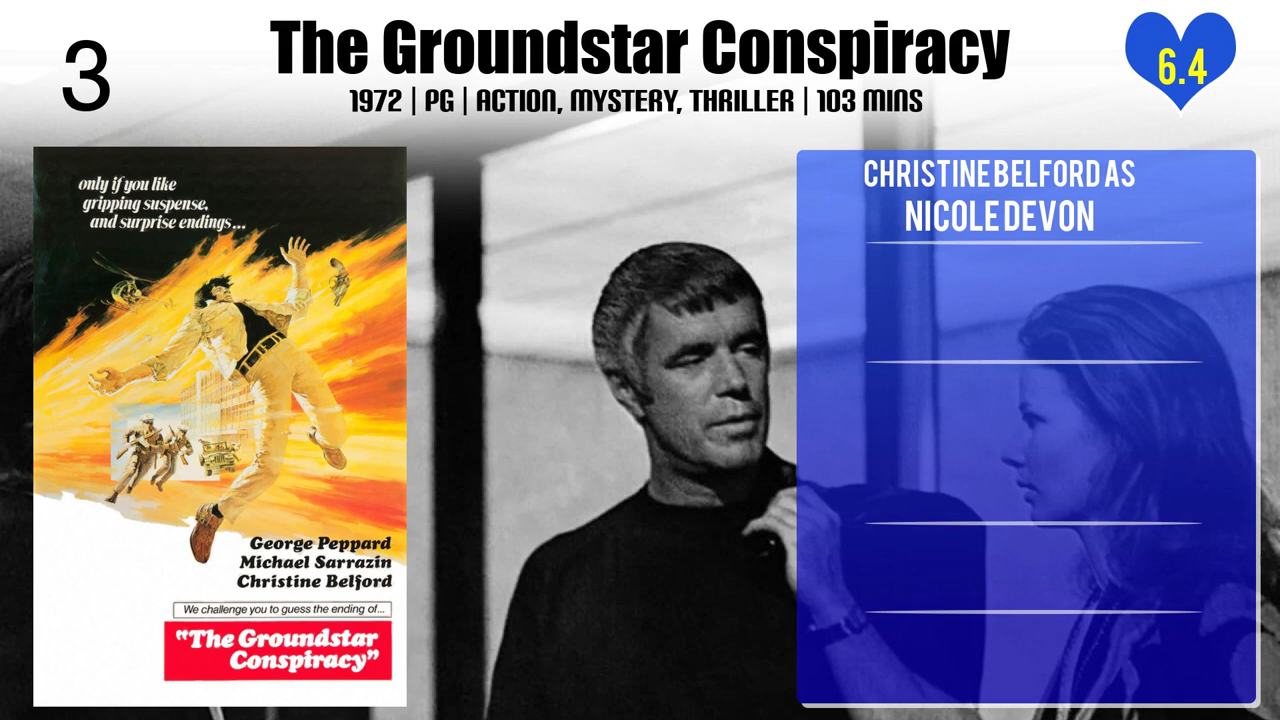 3
The Groundstar Conspiracy
1972 | PG | ACTION, MYSTERY, THRILLER | 103 MINS
6.4
only if you like
gripping suspense,
and surprise endings...
George Peppard
Michael Sarrazin
Christine Belford
We challenge you to guess the ending of...
"The Groundstar
Conspiracy"
CHRISTINE BELFORD AS
NICOLE DEVON